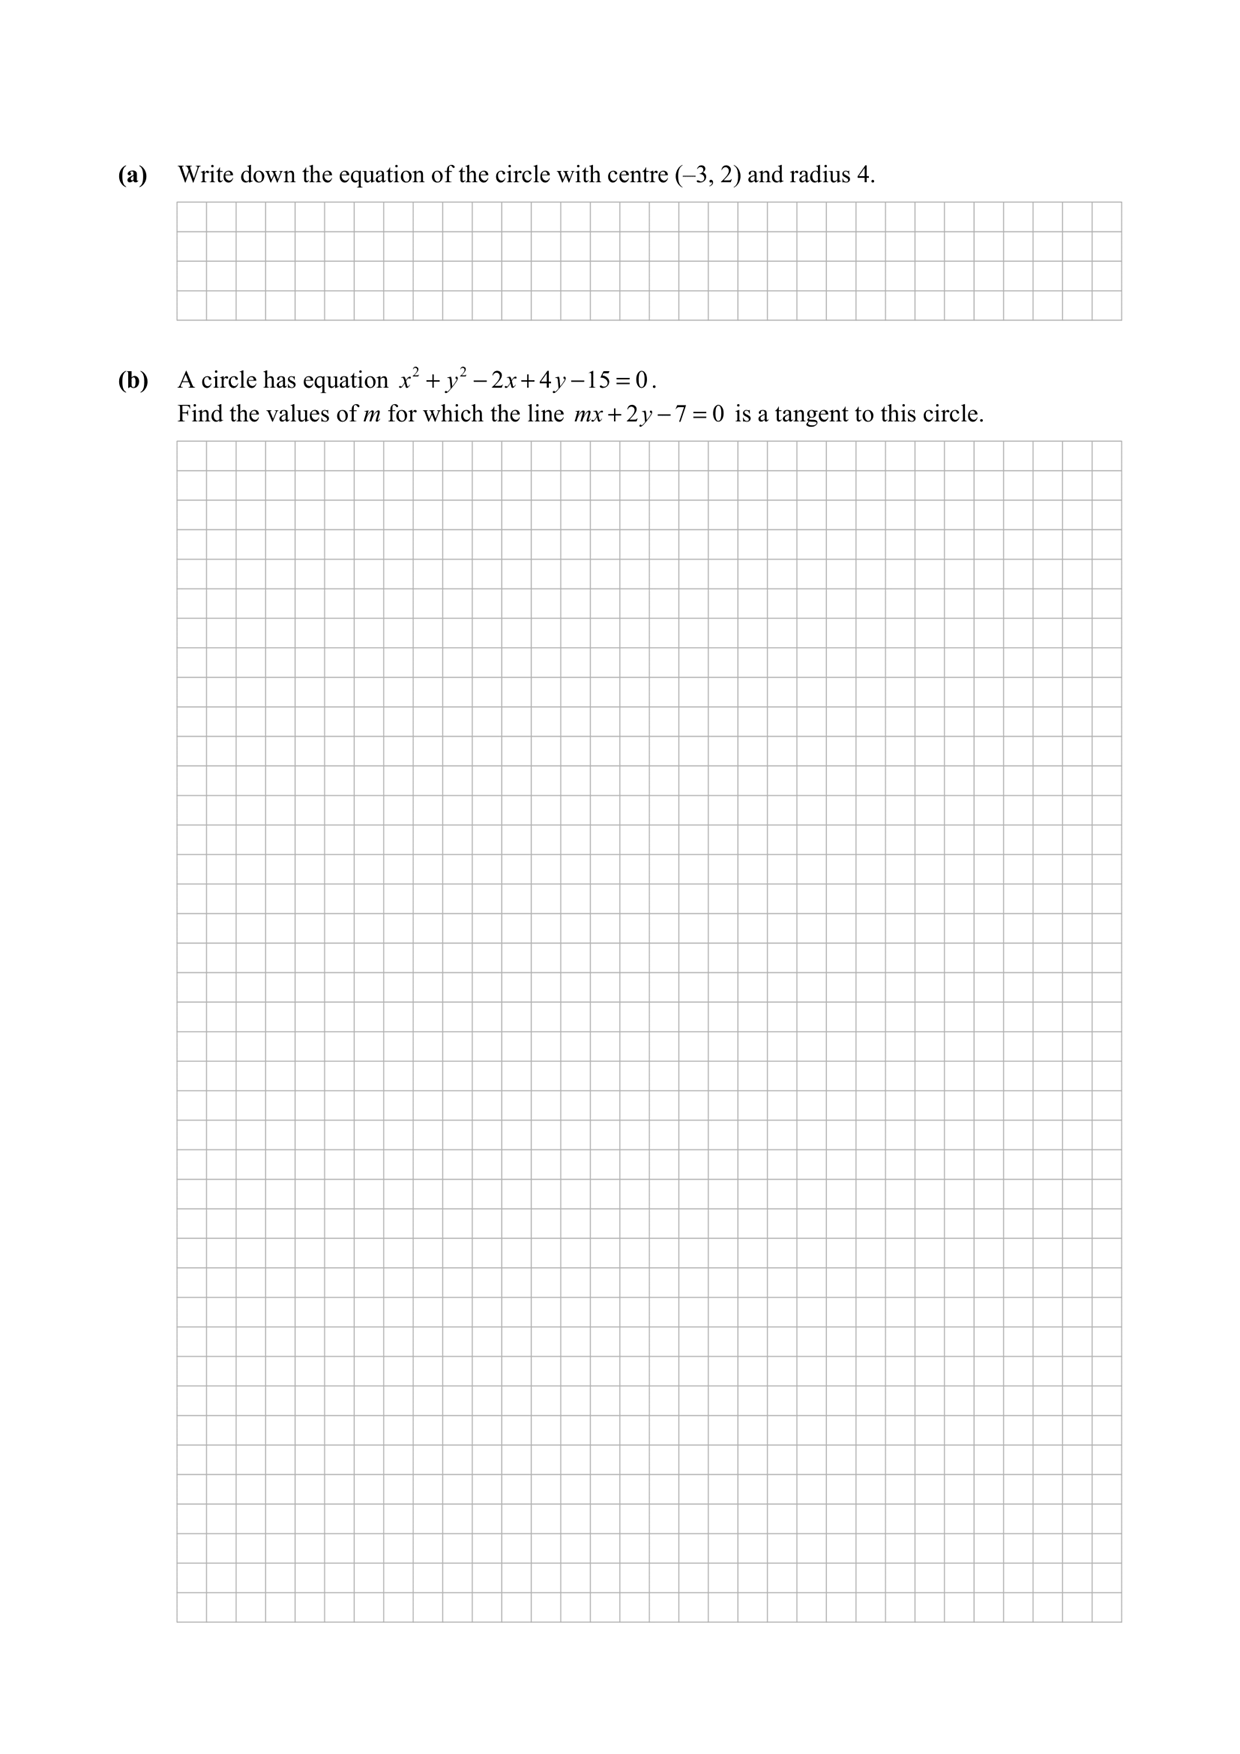 (a) Write down the equation of the circle with centre (–3, 2) and radius 4.
(b) A circle has equation x² + y² − 2x + 4y − 15 = 0.
Find the values of m for which the line mx + 2y − 7 = 0 is a tangent to this circle.